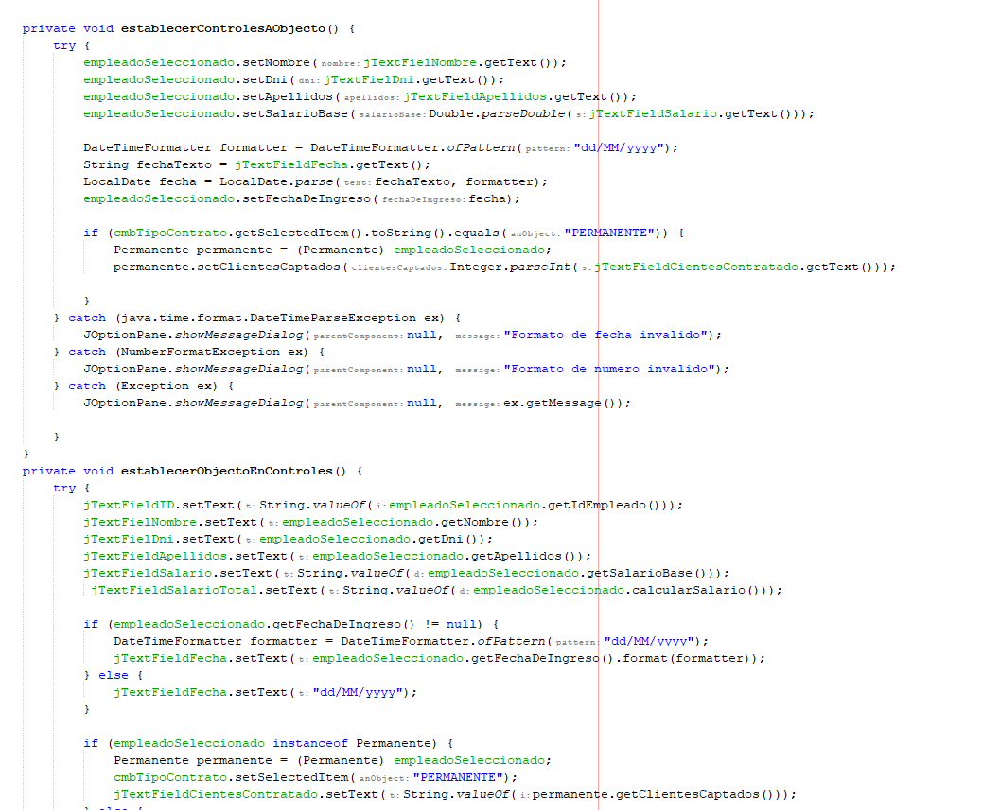 private void establecerControlesAObjecto() {
try {
empleadoSeleccionado.setNombre(nombre: jTextFielNombre.getText());
empleadoSeleccionado.setDni(dni: jTextFielDni.getText());
empleadoSeleccionado.setApellidos(apellidos: jTextFieldApellidos.getText());
empleadoSeleccionado.setSalarioBase(salarioBase: Double.parseDouble(s: jTextFieldSalario.getText()));
DateTimeFormatter formatter = DateTimeFormatter.ofPattern(pattern: "dd/MM/yyyy");
String fechaTexto = jTextFieldFecha.getText();
LocalDate fecha = LocalDate.parse(text: fechaTexto, formatter);
empleadoSeleccionado.setFechaDeIngreso(fechaDeIngreso: fecha);
if (cmbTipoContrato.getSelectedItem().toString().equals(anObject: "PERMANENTE")) {
Permanente permanente = (Permanente) empleadoSeleccionado;
permanente.setClientesCaptados(clientesCaptados: Integer.parseInt(s: jTextFieldCientesContratado.getText()));
}
} catch (java.time.format.DateTimeParseException ex) {
JOptionPane.showMessageDialog(parentComponent: null, message: "Formato de fecha invalido");
} catch (NumberFormatException ex) {
JOptionPane.showMessageDialog(parentComponent: null, message: "Formato de numero invalido");
} catch (Exception ex) {
JOptionPane.showMessageDialog(parentComponent: null, message: ex.getMessage());
}
}
private void establecerObjectoEnControles() {
try {
jTextFieldID.setText(t: String.valueOf(i: empleadoSeleccionado.getIdEmpleado()));
jTextFielNombre.setText(t: empleadoSeleccionado.getNombre());
jTextFielDni.setText(t: empleadoSeleccionado.getDni());
jTextFieldApellidos.setText(t: empleadoSeleccionado.getApellidos());
jTextFieldSalario.setText(t: String.valueOf(d: empleadoSeleccionado.getSalarioBase()));
jTextFieldSalarioTotal.setText(t: String.valueOf(d: empleadoSeleccionado.calcularSalario()));
if (empleadoSeleccionado.getFechaDeIngreso() != null) {
DateTimeFormatter formatter = DateTimeFormatter.ofPattern(pattern: "dd/MM/yyyy");
jTextFieldFecha.setText(t: empleadoSeleccionado.getFechaDeIngreso().format(formatter));
} else {
jTextFieldFecha.setText(t: "dd/MM/yyyy");
}
if (empleadoSeleccionado instanceof Permanente) {
Permanente permanente = (Permanente) empleadoSeleccionado;
cmbTipoContrato.setSelectedItem(anObject: "PERMANENTE");
jTextFieldCientesContratado.setText(t: String.valueOf(i: permanente.getClientesCaptados()));
} else {